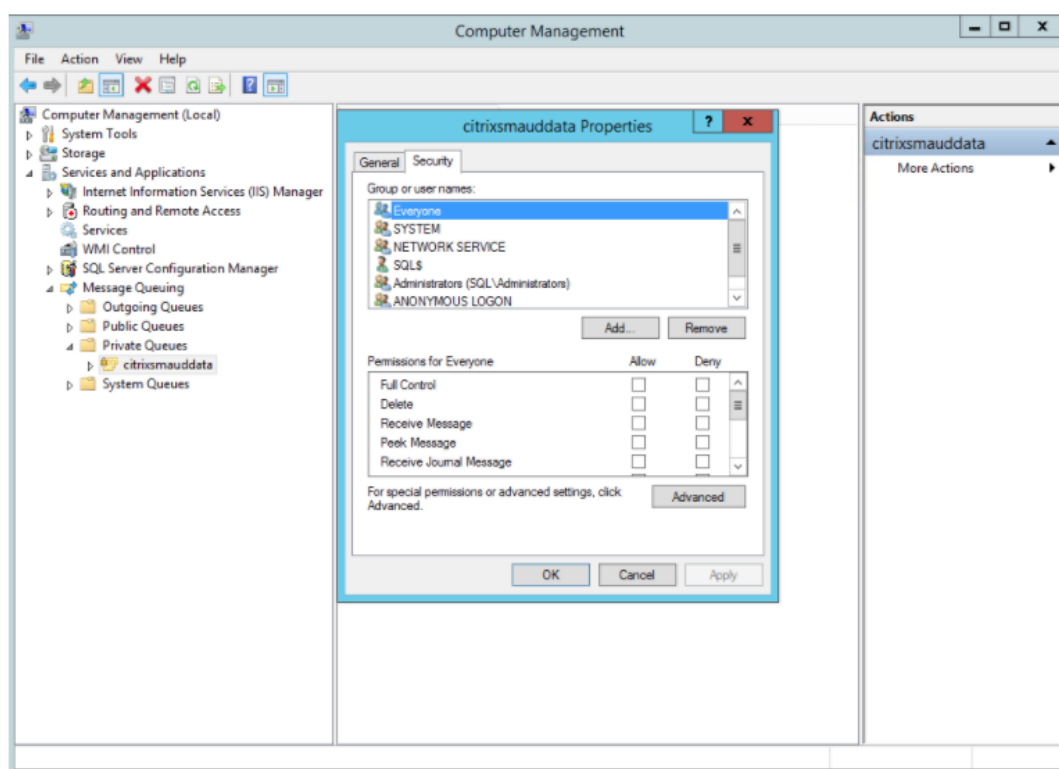 Computer Management
File Action View Help
Computer Management (Local)
System Tools
Storage
Services and Applications
Internet Information Services (IIS) Manager
Routing and Remote Access
Services
WMI Control
SQL Server Configuration Manager
Message Queuing
Outgoing Queues
Public Queues
Private Queues
citrixsmauddata
System Queues
citrixsmauddata Properties
General Security
Group or user names:
Everyone
SYSTEM
NETWORK SERVICE
SQL$
Administrators (SQL\Administrators)
ANONYMOUS LOGON
Add... Remove
Permissions for Everyone Allow Deny
Full Control
Delete
Receive Message
Peek Message
Receive Journal Message
For special permissions or advanced settings, click
Advanced.
Advanced
OK Cancel Apply
Actions
citrixsmauddata
More Actions